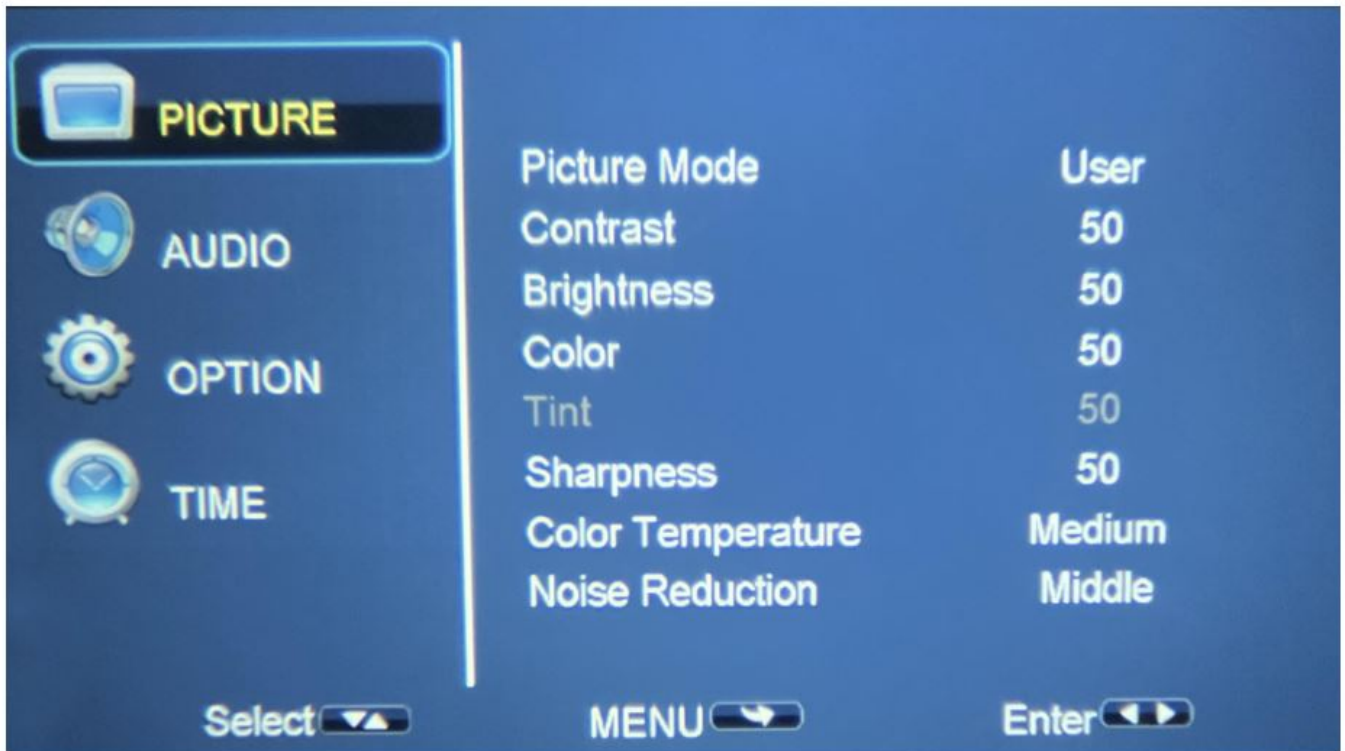 PICTURE
AUDIO
OPTION
TIME
Picture Mode User
Contrast 50
Brightness 50
Color 50
Tint 50
Sharpness 50
Color Temperature Medium
Noise Reduction Middle
Select MENU Enter